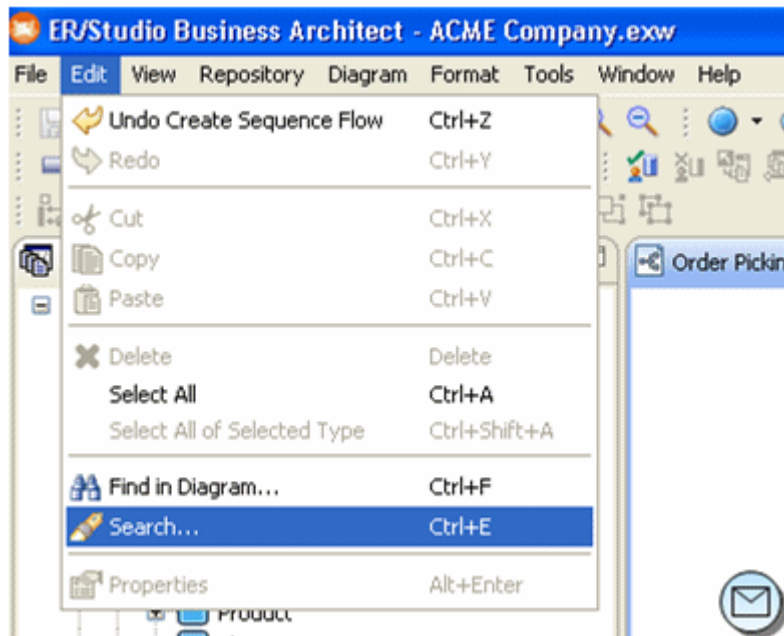 ER/Studio Business Architect - ACME Company.exw
File Edit View Repository Diagram Format Tools Window Help
Undo Create Sequence Flow Ctrl+Z
Redo Ctrl+Y
Cut Ctrl+X
Copy Ctrl+C
Order Pickin
Paste Ctrl+V
Delete Delete
Select All Ctrl+A
Select All of Selected Type Ctrl+Shift+A
Find in Diagram... Ctrl+F
Search... Ctrl+E
Properties Alt+Enter
Product